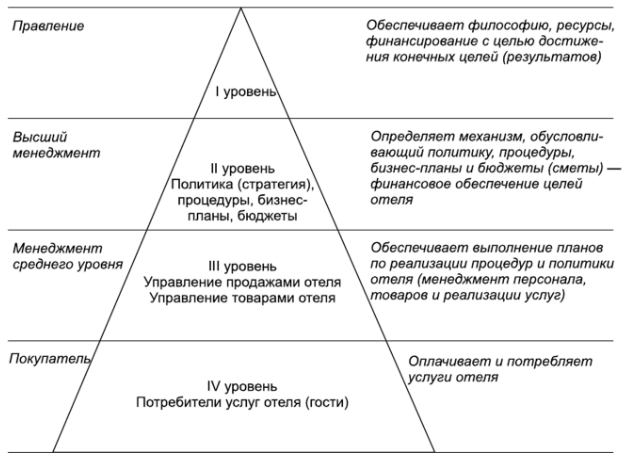 Правление
Обеспечивает философию, ресурсы,
финансирование с целью достиже-
ния конечных целей (результатов)
I уровень
Высший
менеджмент
II уровень
Политика (стратегия),
процедуры, бизнес-
планы, бюджеты
Определяет механизм, обусловли-
вающий политику, процедуры,
бизнес-планы и бюджеты (сметы) —
финансовое обеспечение целей
отеля
Менеджмент
среднего уровня
III уровень
Управление продажами отеля
Управление товарами отеля
Обеспечивает выполнение планов
по реализации процедур и политики
отеля (менеджмент персонала,
товаров и реализации услуг)
Покупатель
IV уровень
Потребители услуг отеля (гости)
Оплачивает и потребляет
услуги отеля